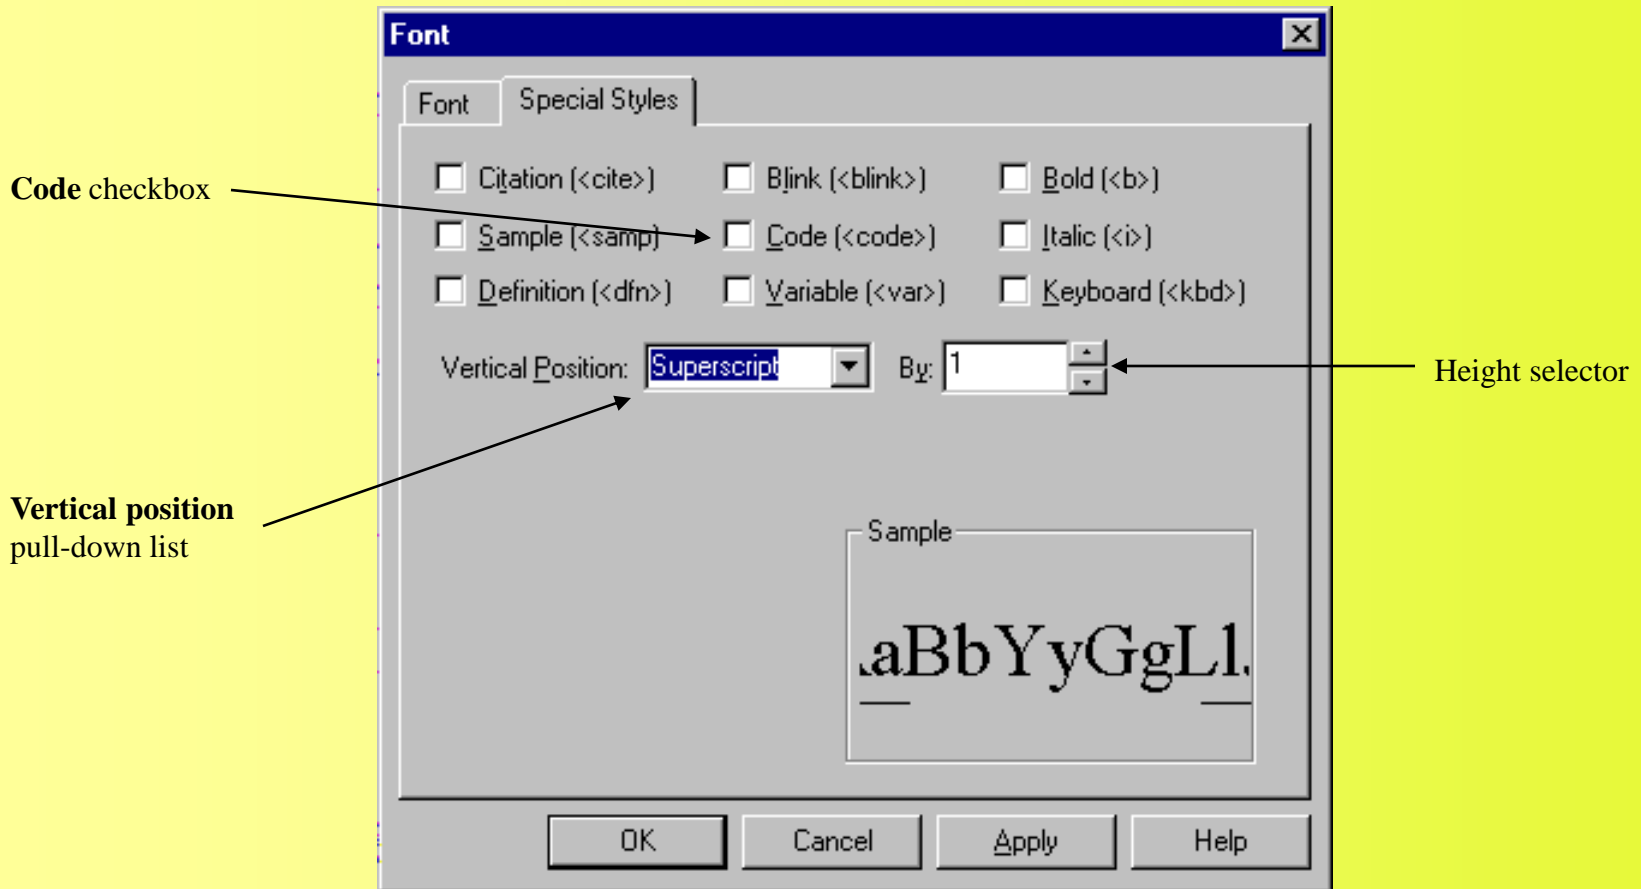 Font
Font Special Styles
Citation (<cite>) Blink (<blink>) Bold (<b>)
Code checkbox
Sample (<samp) Code (<code>) Italic (<i>)
Definition (<dfn>) Variable (<var>) Keyboard (<kbd>)
Vertical Position: Superscript By: 1
Height selector
Vertical position
pull-down list
Sample
aBbYyGgLl
OK Cancel Apply Help